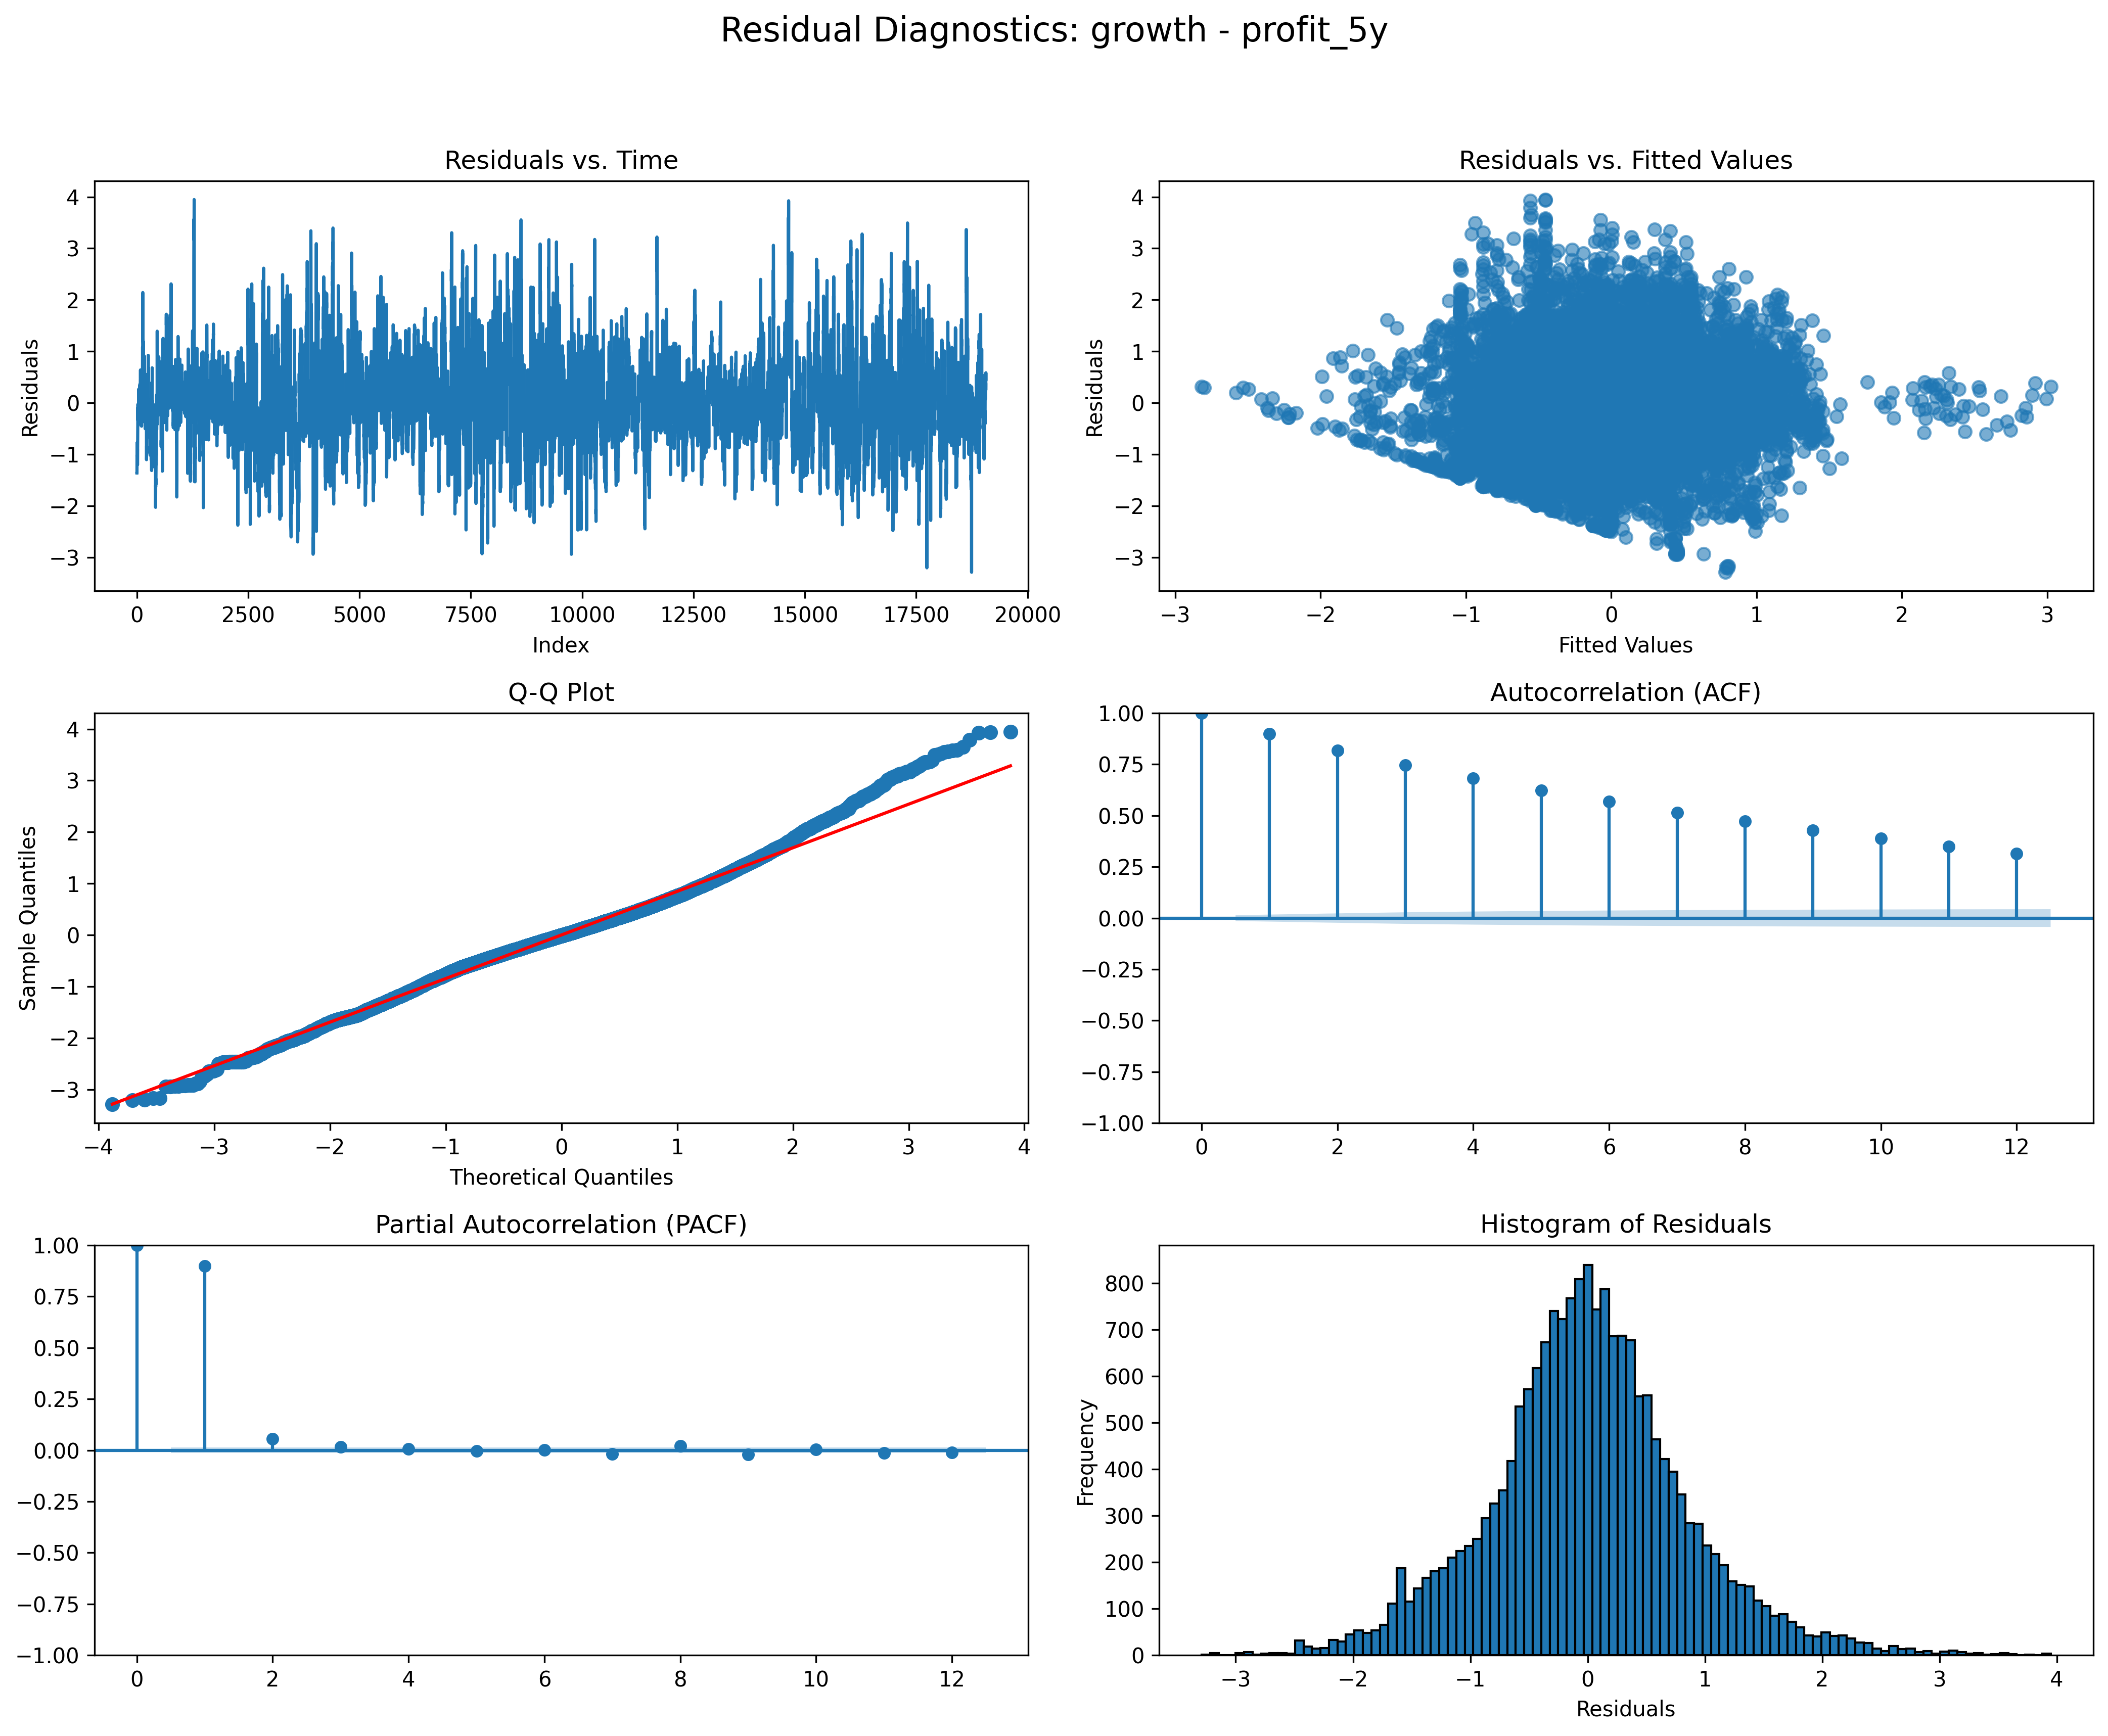 Residual Diagnostics: growth - profit_5y
Residuals vs. Time
4
3
2
1
0
−1
−2
−3
Residuals
0 2500 5000 7500 10000 12500 15000 17500 20000
Index
Residuals vs. Fitted Values
4
3
2
1
0
−1
−2
−3
Residuals
−3 −2 −1 0 1 2 3
Fitted Values
Q-Q Plot
4
3
2
1
0
−1
−2
−3
Sample Quantiles
−4 −3 −2 −1 0 1 2 3 4
Theoretical Quantiles
Autocorrelation (ACF)
1.00
0.75
0.50
0.25
0.00
−0.25
−0.50
−0.75
−1.00
0 2 4 6 8 10 12
Partial Autocorrelation (PACF)
1.00
0.75
0.50
0.25
0.00
−0.25
−0.50
−0.75
−1.00
0 2 4 6 8 10 12
Histogram of Residuals
800
700
600
500
400
300
200
100
0
Frequency
−3 −2 −1 0 1 2 3 4
Residuals